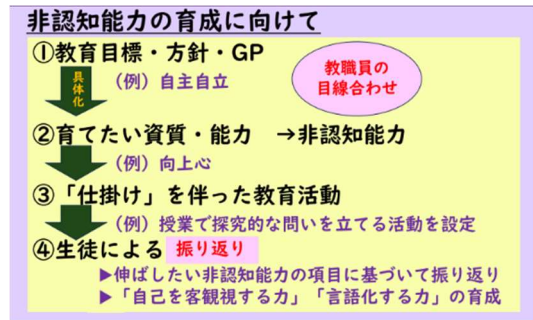 非認知能力の育成に向けて
①教育目標・方針・GP
教職員の
目線合わせ
具体化
(例)自主自立
②育てたい資質・能力 →非認知能力
(例)向上心
③「仕掛け」を伴った教育活動
(例)授業で探究的な問いを立てる活動を設定
④生徒による 振り返り
▶伸ばしたい非認知能力の項目に基づいて振り返り
▶「自己を客観視する力」「言語化する力」の育成